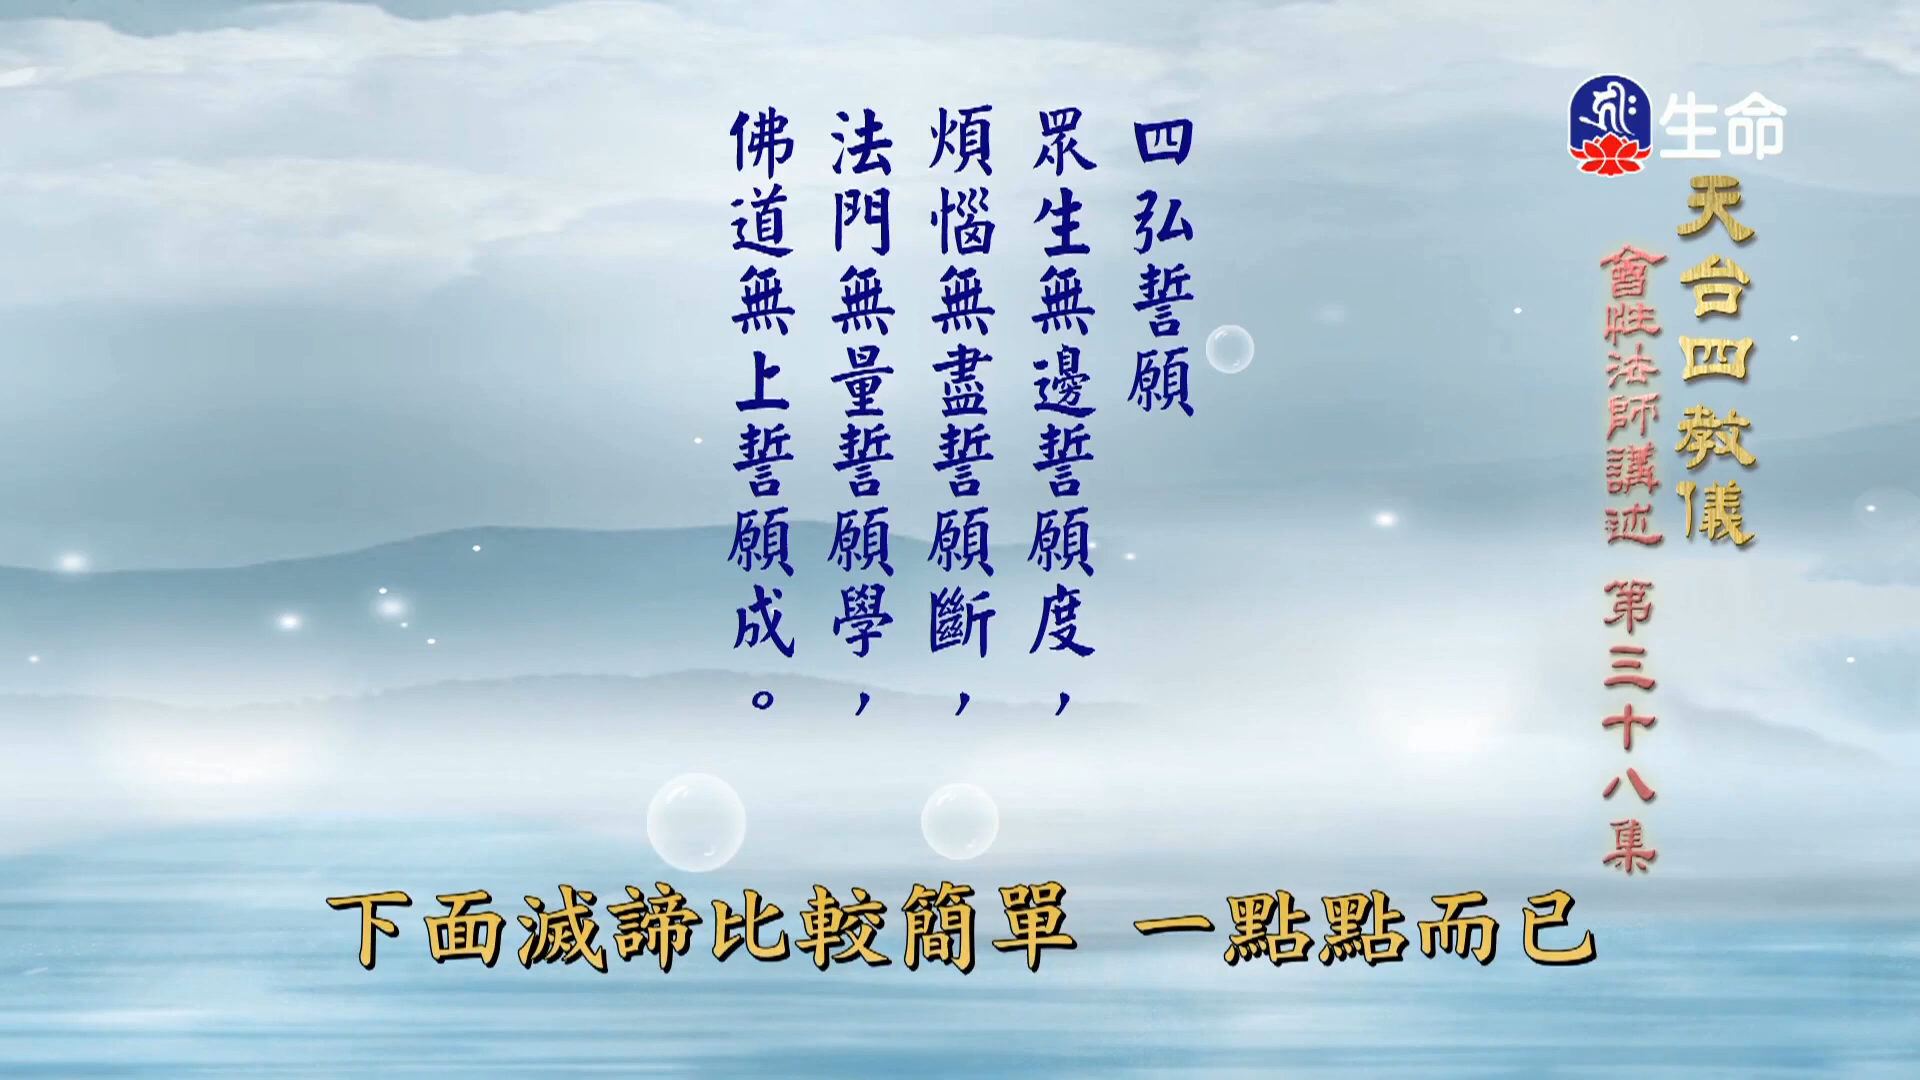 生命
天台四教儀
會性法師講述 第三十八集
四弘誓願
眾生無邊誓願度，
煩惱無盡誓願斷，
法門無量誓願學，
佛道無上誓願成。
下面滅諦比較簡單 一點點而已